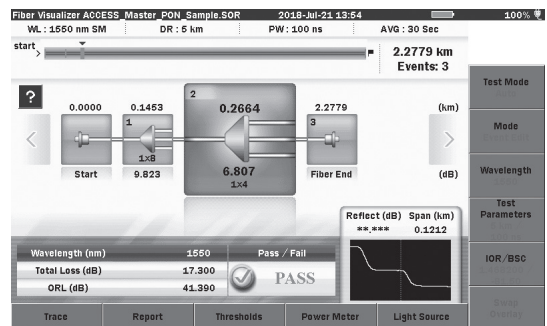 Fiber Visualizer ACCESS_Master_PON_Sample.SOR 2018-Jul-21 13:54 100%
WL : 1550 nm SM DR : 5 km PW : 100 ns AVG : 30 Sec
start
2.2779 km
Events: 3
?
0.0000 0.1453 2 0.2664 2.2779 (km)
1 3
1x8
Start 9.823 6.807 Fiber End (dB)
1x4
Reflect (dB) Span (km)
**.*** 0.1212
Wavelength (nm) 1550 Pass / Fail
Total Loss (dB) 17.300 PASS
ORL (dB) 41.390
Trace Report Thresholds Power Meter Light Source
Test Mode
Mode
Wavelength
Test
Parameters
IOR/BSC
Swap
Overlay